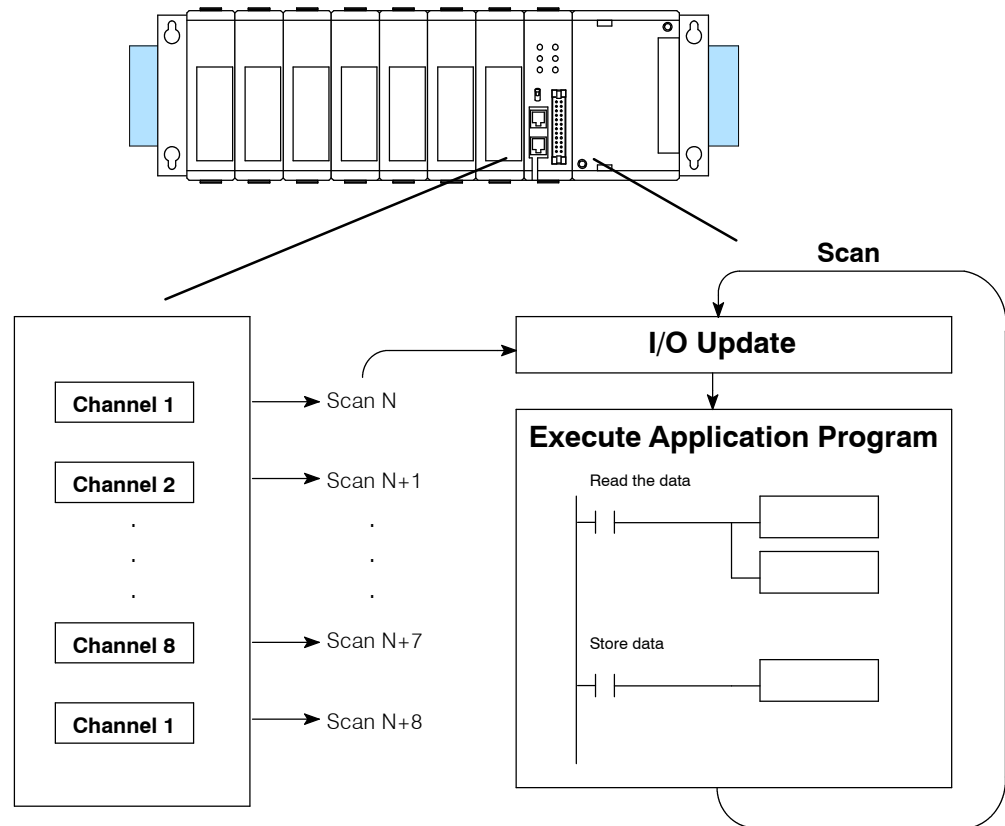 Scan
I/O Update
Channel 1
Scan N
Execute Application Program
Channel 2
Scan N+1
Read the data
.
.
.
.
.
.
Channel 8
Scan N+7
Store data
Channel 1
Scan N+8